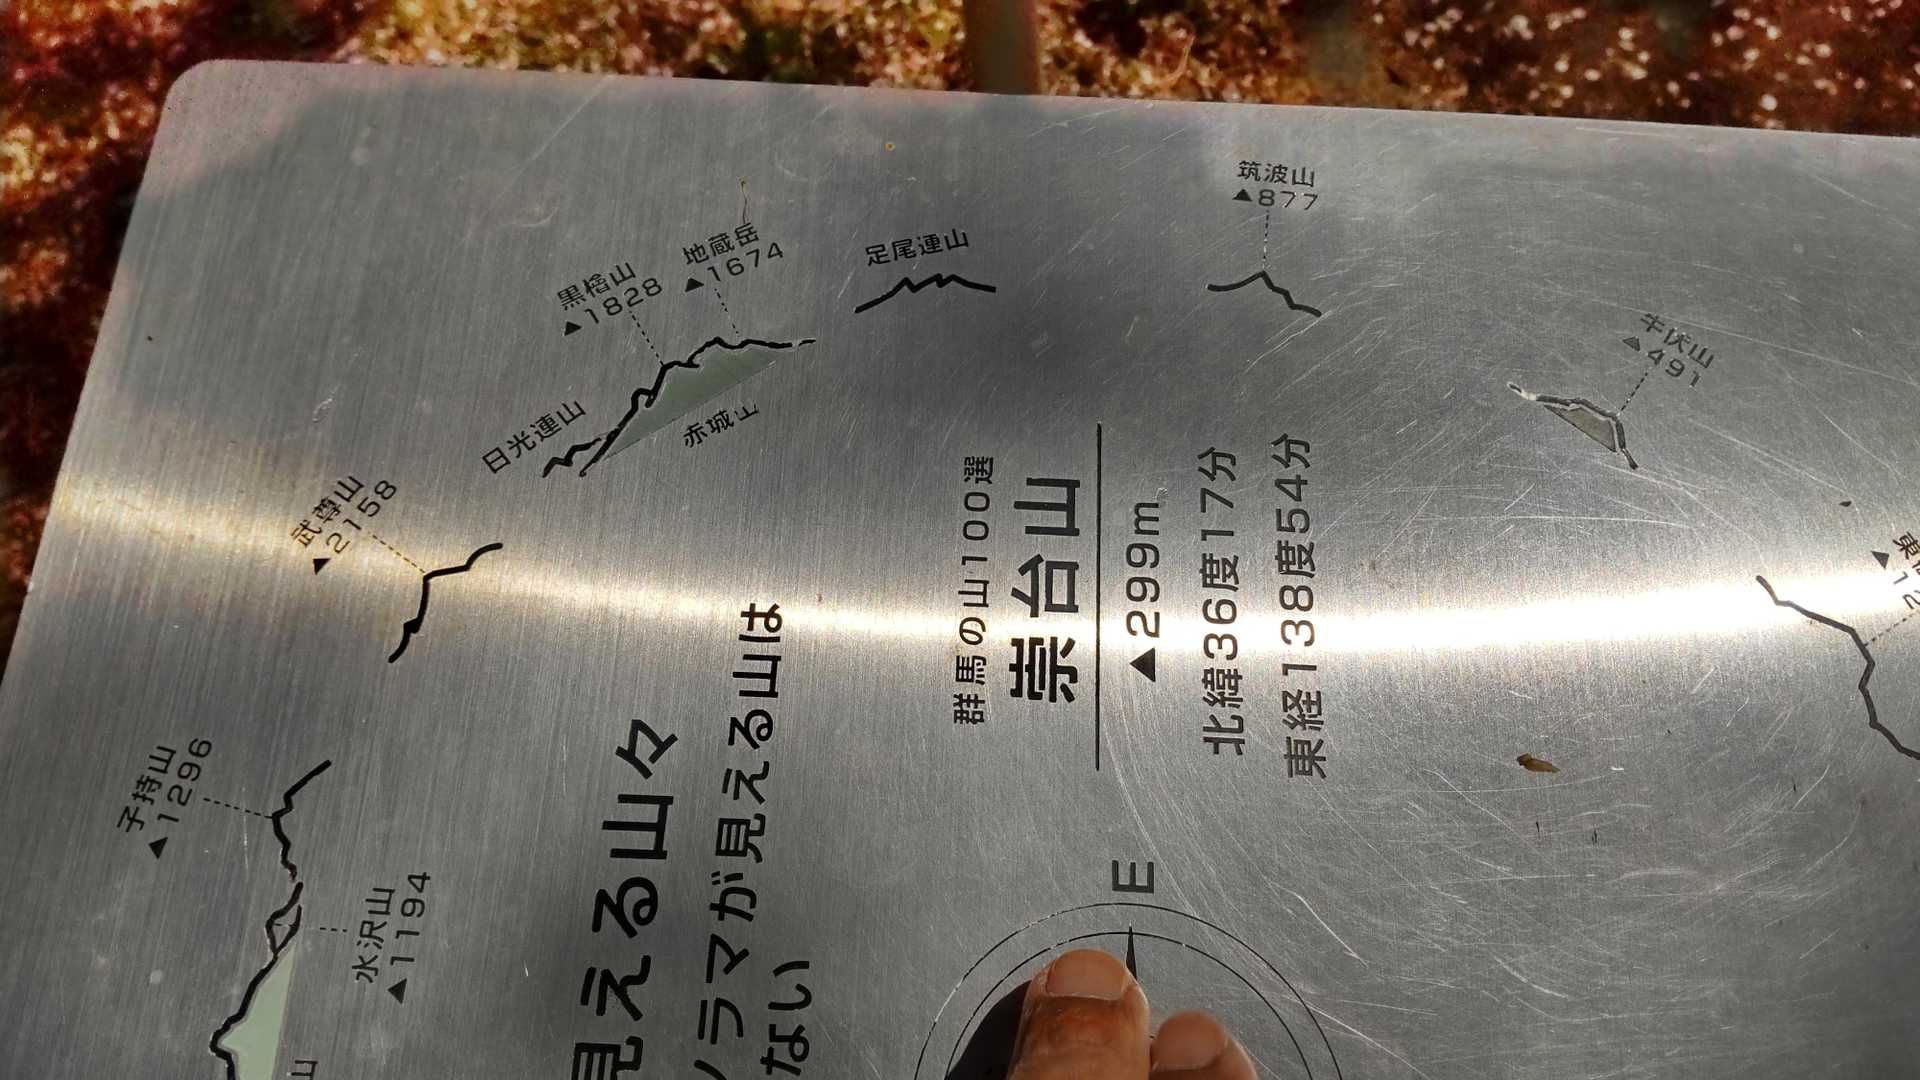 筑波山
▲877
地蔵岳
▲1674
黒檜山
▲1828
足尾連山
牛伏山
▲491
日光連山
赤城山
武尊山
▲2158
群馬の山100選
崇台山
▲299m
北緯36度17分
東経138度54分
子持山
▲1296
水沢山
▲1194
見える山々
ノラマが見える山は
ない
E
山